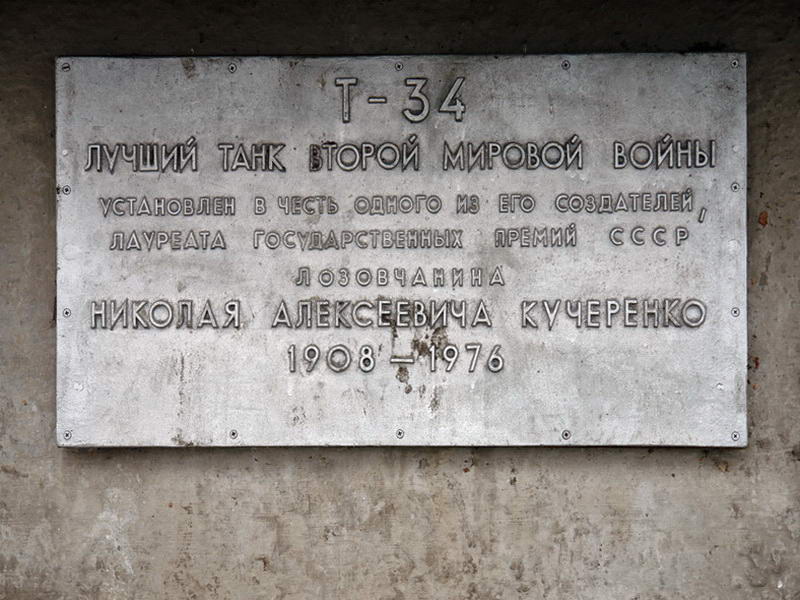 Т-34
ЛУЧШИЙ ТАНК ВТОРОЙ МИРОВОЙ ВОЙНЫ
УСТАНОВЛЕН В ЧЕСТЬ ОДНОГО ИЗ ЕГО СОЗДАТЕЛЕЙ,
ЛАУРЕАТА ГОСУДАРСТВЕННЫХ ПРЕМИЙ СССР
ЛОЗОВЧАНИНА
НИКОЛАЯ АЛЕКСЕЕВИЧА КУЧЕРЕНКО
1908 — 1976